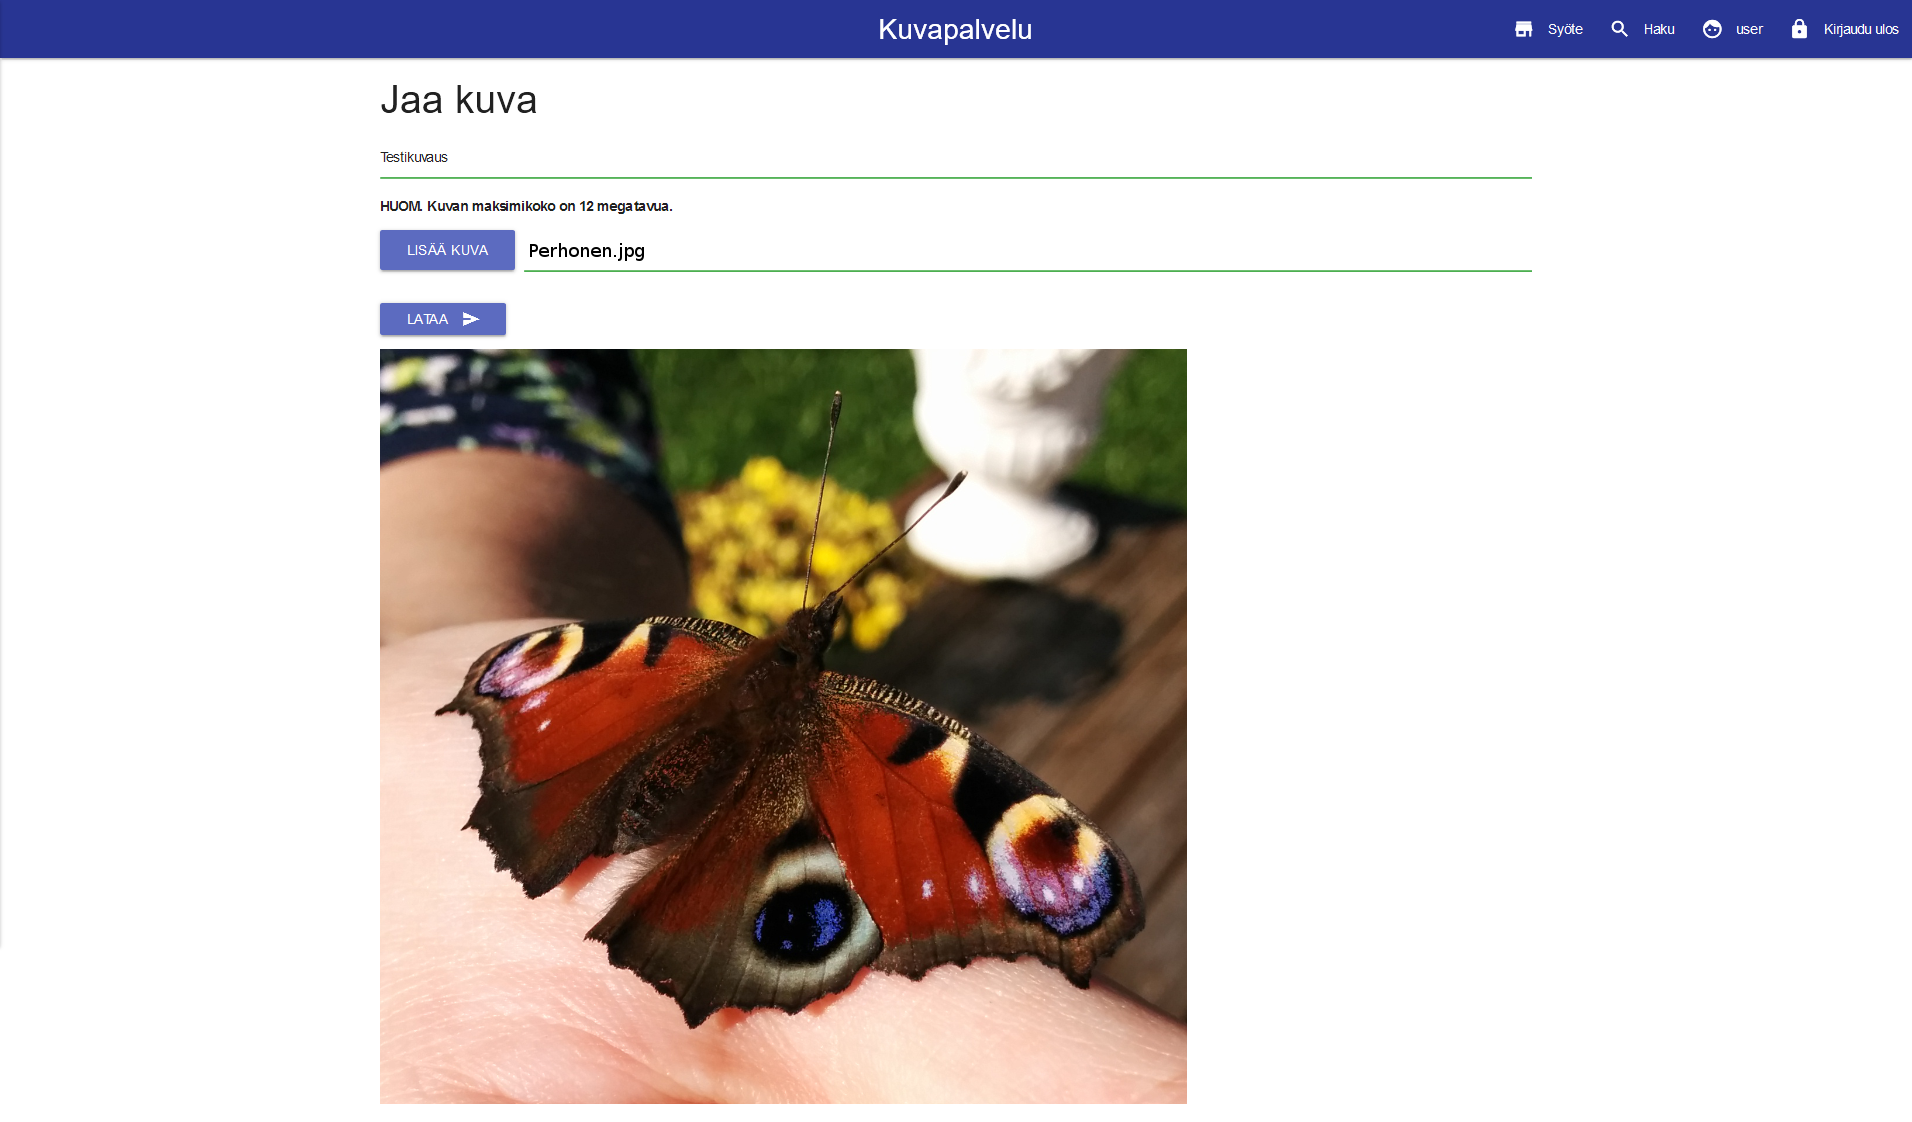 Kuvapalvelu
Syöte Haku user Kirjaudu ulos
Jaa kuva
Testikuvaus
HUOM. Kuvan maksimikoko on 12 megatavua.
LISÄÄ KUVA Perhonen.jpg
LATAA